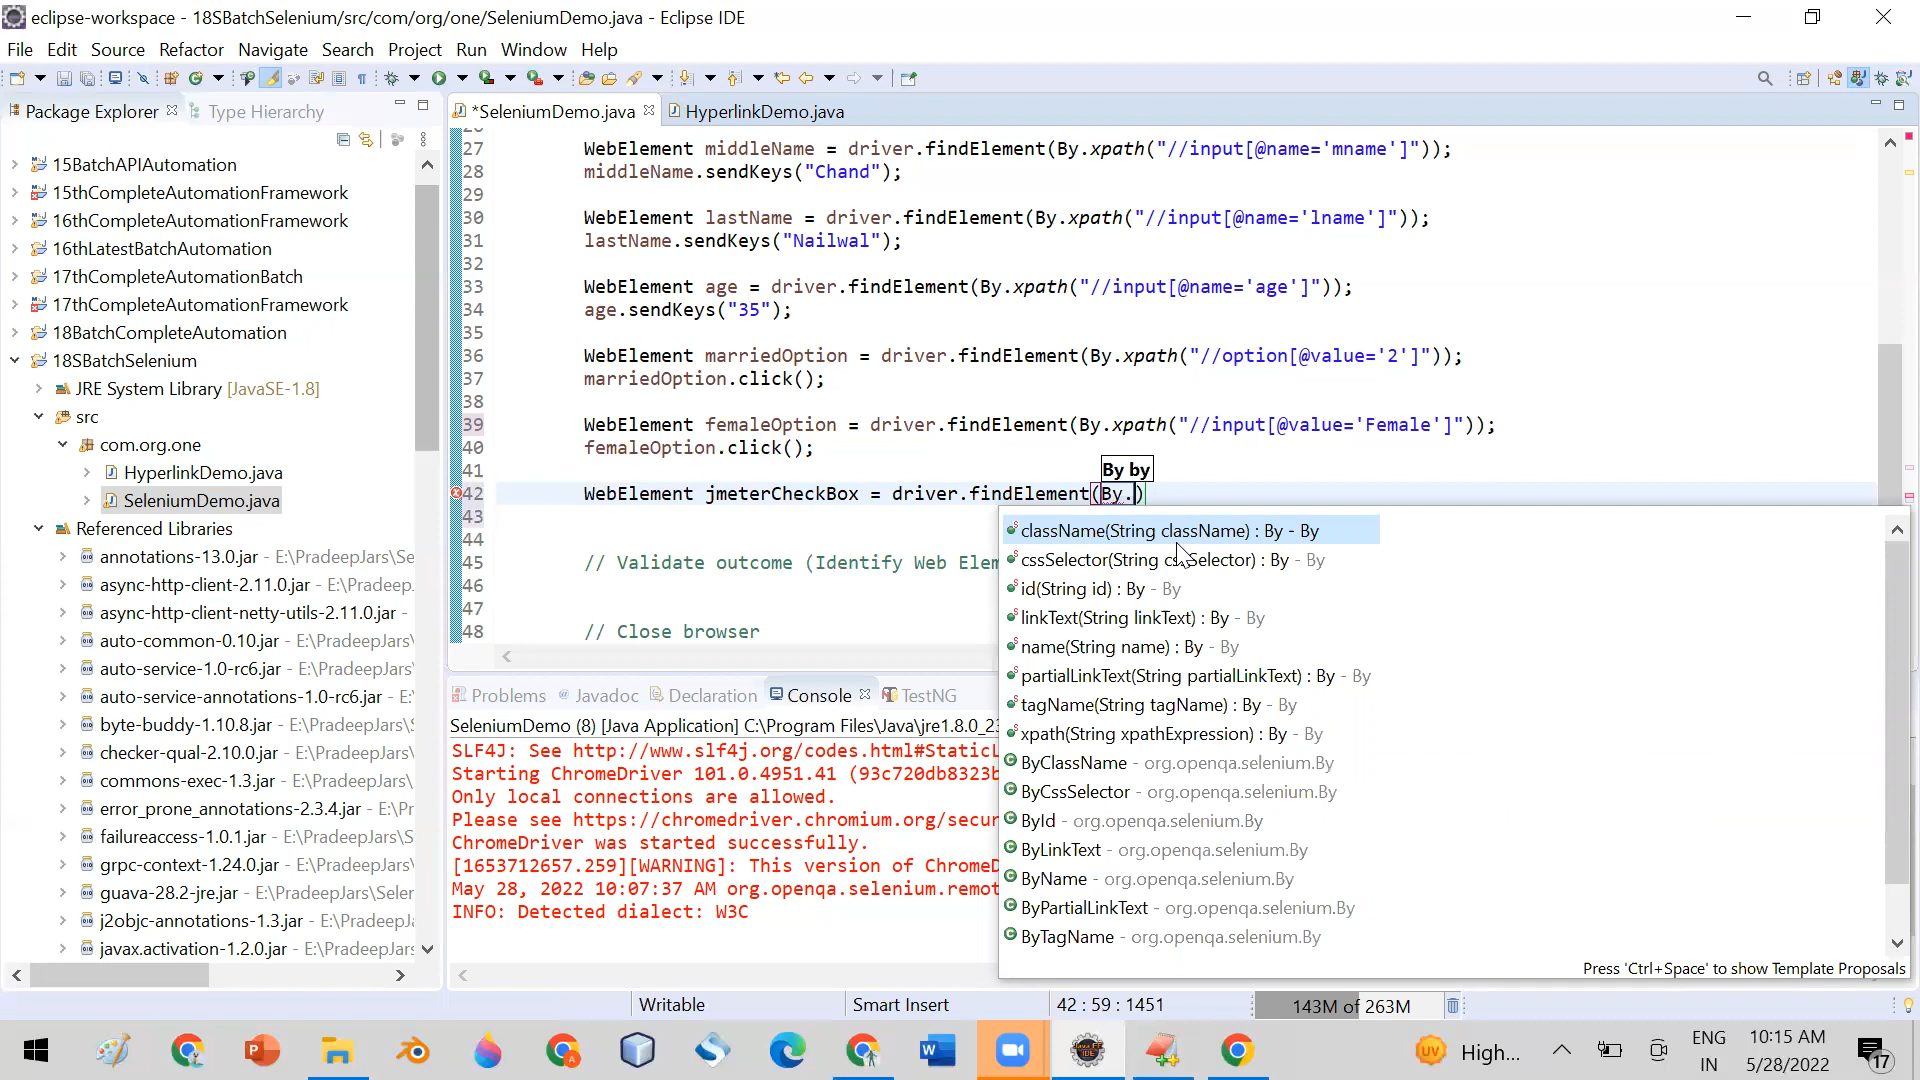 eclipse-workspace - 18SBatchSelenium/src/com/org/one/SeleniumDemo.java - Eclipse IDE
File Edit Source Refactor Navigate Search Project Run Window Help
Package Explorer Type Hierarchy
15BatchAPIAutomation
15thCompleteAutomationFramework
16thCompleteAutomationFramework
16thLatestBatchAutomation
17thCompleteAutomationBatch
17thCompleteAutomationFramework
18BatchCompleteAutomation
18SBatchSelenium
JRE System Library [JavaSE-1.8]
src
com.org.one
HyperlinkDemo.java
SeleniumDemo.java
Referenced Libraries
annotations-13.0.jar - E:\PradeepJars\Se
async-http-client-2.11.0.jar - E:\Pradeep
async-http-client-netty-utils-2.11.0.jar -
auto-common-0.10.jar - E:\PradeepJars\
auto-service-1.0-rc6.jar - E:\PradeepJars
auto-service-annotations-1.0-rc6.jar - E:
byte-buddy-1.10.8.jar - E:\PradeepJars\S
checker-qual-2.10.0.jar - E:\PradeepJars\
commons-exec-1.3.jar - E:\PradeepJars\
error_prone_annotations-2.3.4.jar - E:\Pr
failureaccess-1.0.1.jar - E:\PradeepJars\S
grpc-context-1.24.0.jar - E:\PradeepJars\
guava-28.2-jre.jar - E:\PradeepJars\Seler
j2objc-annotations-1.3.jar - E:\PradeepJ
javax.activation-1.2.0.jar - E:\PradeepJar
*SeleniumDemo.java HyperlinkDemo.java
27 WebElement middleName = driver.findElement(By.xpath("//input[@name='mname']"));
28 middleName.sendKeys("Chand");
29
30 WebElement lastName = driver.findElement(By.xpath("//input[@name='lname']"));
31 lastName.sendKeys("Nailwal");
32
33 WebElement age = driver.findElement(By.xpath("//input[@name='age']"));
34 age.sendKeys("35");
35
36 WebElement marriedOption = driver.findElement(By.xpath("//option[@value='2']"));
37 marriedOption.click();
38
39 WebElement femaleOption = driver.findElement(By.xpath("//input[@value='Female']"));
40 femaleOption.click();
41
By by
42 WebElement jmeterCheckBox = driver.findElement(By.)
43
44
45 // Validate outcome (Identify Web Elem
46
47
48 // Close browser
className(String className) : By - By
cssSelector(String cssSelector) : By - By
id(String id) : By - By
linkText(String linkText) : By - By
name(String name) : By - By
partialLinkText(String partialLinkText) : By - By
tagName(String tagName) : By - By
xpath(String xpathExpression) : By - By
ByClassName - org.openqa.selenium.By
ByCssSelector - org.openqa.selenium.By
ById - org.openqa.selenium.By
ByLinkText - org.openqa.selenium.By
ByName - org.openqa.selenium.By
ByPartialLinkText - org.openqa.selenium.By
ByTagName - org.openqa.selenium.By
Press 'Ctrl+Space' to show Template Proposals
Problems Javadoc Declaration Console TestNG
SeleniumDemo (8) [Java Application] C:\Program Files\Java\jre1.8.0_23
SLF4J: See http://www.slf4j.org/codes.html#StaticL
Starting ChromeDriver 101.0.4951.41 (93c720db8323b
Only local connections are allowed.
Please see https://chromedriver.chromium.org/secur
ChromeDriver was started successfully.
[1653712657.259][WARNING]: This version of ChromeD
May 28, 2022 10:07:37 AM org.openqa.selenium.remot
INFO: Detected dialect: W3C
Writable Smart Insert 42 : 59 : 1451 143M of 263M
High... ENG IN 10:15 AM 5/28/2022 17